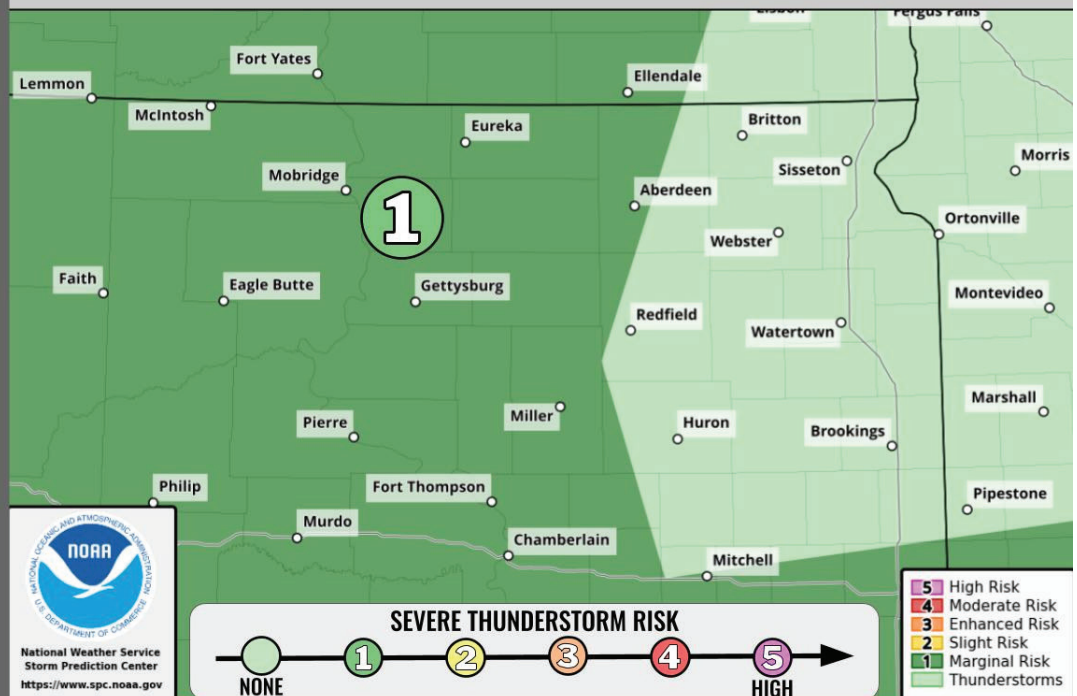 Lisbon
Fergus Falls
Fort Yates
Lemmon
Ellendale
McIntosh
Britton
Eureka
Sisseton
Morris
Mobridge
Aberdeen
1
Ortonville
Webster
Faith
Eagle Butte
Gettysburg
Montevideo
Redfield
Watertown
Marshall
Miller
Pierre
Huron
Brookings
Philip
Fort Thompson
Pipestone
Murdo
Chamberlain
Mitchell
NATIONAL OCEANIC AND ATMOSPHERIC ADMINISTRATION
NOAA
U.S. DEPARTMENT OF COMMERCE
National Weather Service
Storm Prediction Center
https://www.spc.noaa.gov
SEVERE THUNDERSTORM RISK
1 2 3 4 5
NONE HIGH
5 High Risk
4 Moderate Risk
3 Enhanced Risk
2 Slight Risk
1 Marginal Risk
Thunderstorms